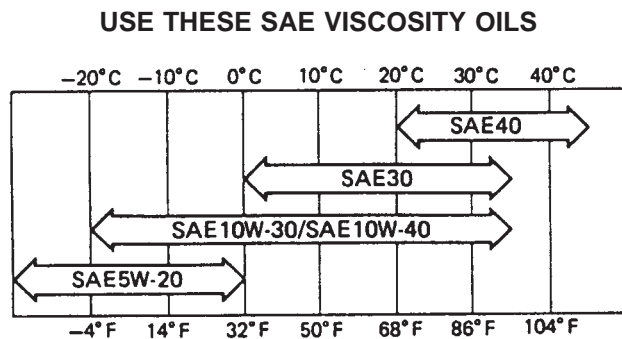 USE THESE SAE VISCOSITY OILS
−20°C −10°C 0°C 10°C 20°C 30°C 40°C
SAE40
SAE30
SAE10W-30/SAE10W-40
SAE5W-20
−4°F 14°F 32°F 50°F 68°F 86°F 104°F